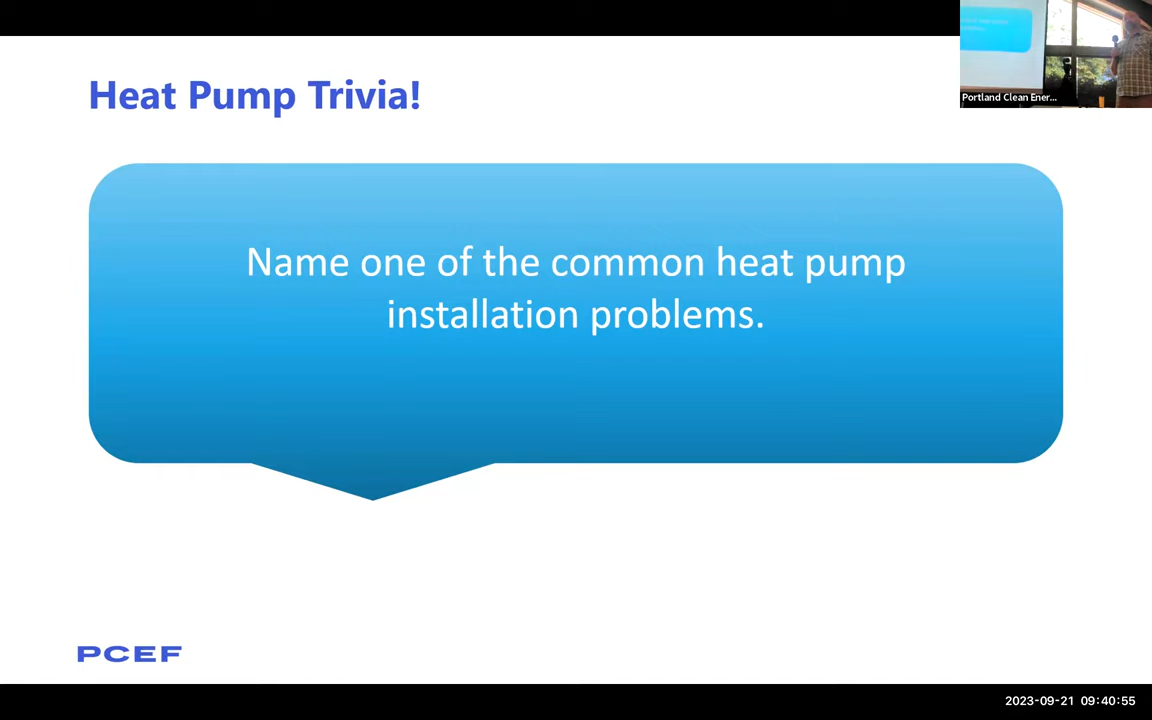 Heat Pump Trivia!
Portland Clean Ener...
Name one of the common heat pump
installation problems.
PCEF
2023-09-21 09:40:55